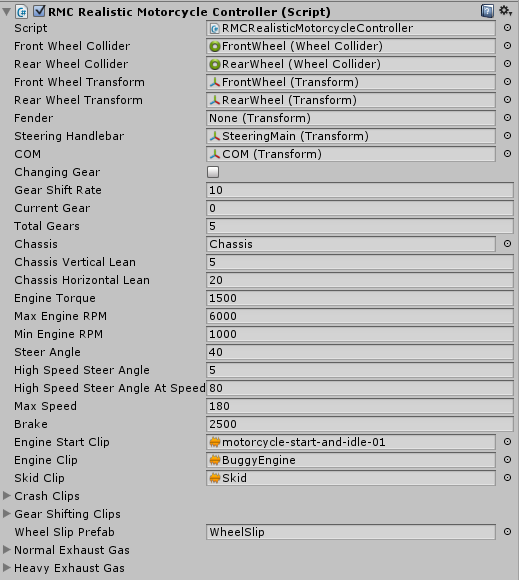 RMC Realistic Motorcycle Controller (Script)
Script RMCRealisticMotorcycleController
Front Wheel Collider FrontWheel (Wheel Collider)
Rear Wheel Collider RearWheel (Wheel Collider)
Front Wheel Transform FrontWheel (Transform)
Rear Wheel Transform RearWheel (Transform)
Fender None (Transform)
Steering Handlebar SteeringMain (Transform)
COM COM (Transform)
Changing Gear
Gear Shift Rate 10
Current Gear 0
Total Gears 5
Chassis Chassis
Chassis Vertical Lean 5
Chassis Horizontal Lean 20
Engine Torque 1500
Max Engine RPM 6000
Min Engine RPM 1000
Steer Angle 40
High Speed Steer Angle 5
High Speed Steer Angle At Speed 80
Max Speed 180
Brake 2500
Engine Start Clip motorcycle-start-and-idle-01
Engine Clip BuggyEngine
Skid Clip Skid
Crash Clips
Gear Shifting Clips
Wheel Slip Prefab WheelSlip
Normal Exhaust Gas
Heavy Exhaust Gas